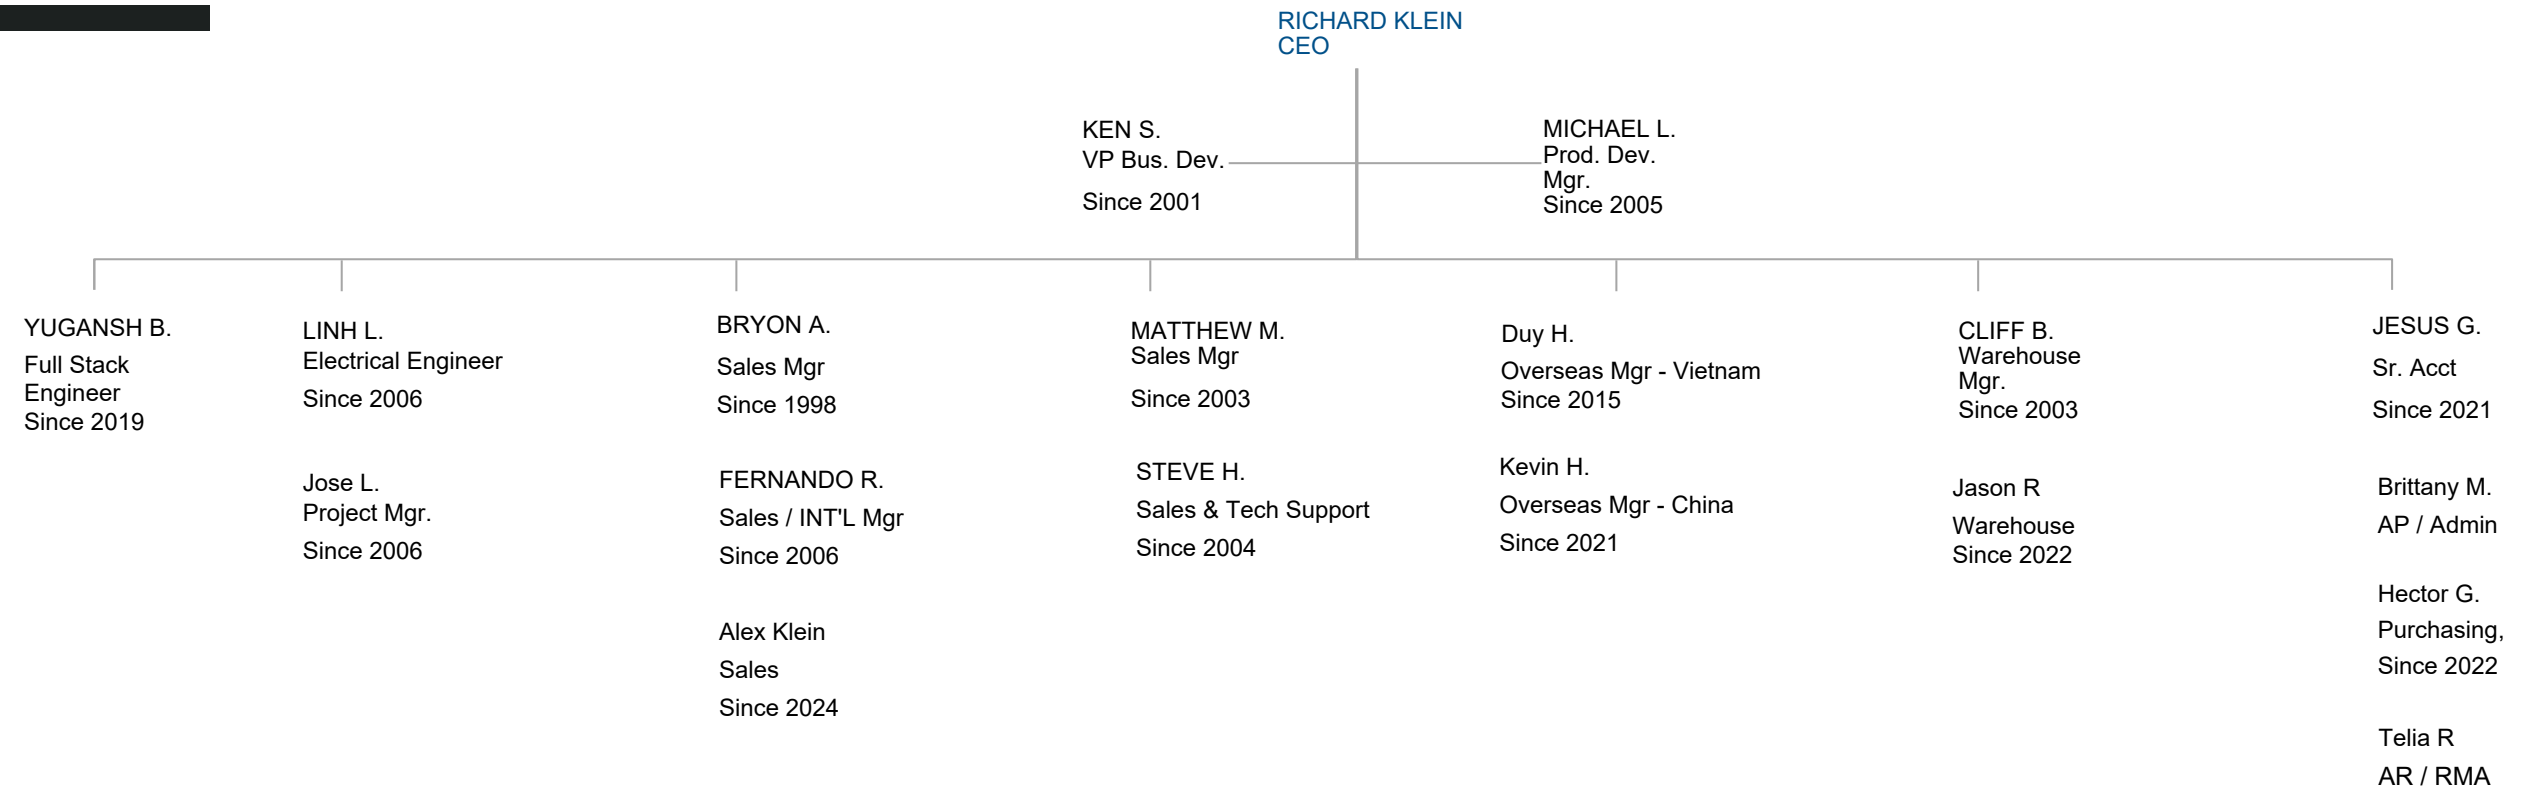 RICHARD KLEIN
CEO
KEN S.
VP Bus. Dev.
Since 2001
MICHAEL L.
Prod. Dev.
Mgr.
Since 2005
YUGANSH B.
Full Stack
Engineer
Since 2019
LINH L.
Electrical Engineer
Since 2006
Jose L.
Project Mgr.
Since 2006
BRYON A.
Sales Mgr
Since 1998
FERNANDO R.
Sales / INT'L Mgr
Since 2006
Alex Klein
Sales
Since 2024
MATTHEW M.
Sales Mgr
Since 2003
STEVE H.
Sales & Tech Support
Since 2004
Duy H.
Overseas Mgr - Vietnam
Since 2015
Kevin H.
Overseas Mgr - China
Since 2021
CLIFF B.
Warehouse
Mgr.
Since 2003
Jason R
Warehouse
Since 2022
JESUS G.
Sr. Acct
Since 2021
Brittany M.
AP / Admin
Hector G.
Purchasing,
Since 2022
Telia R
AR / RMA